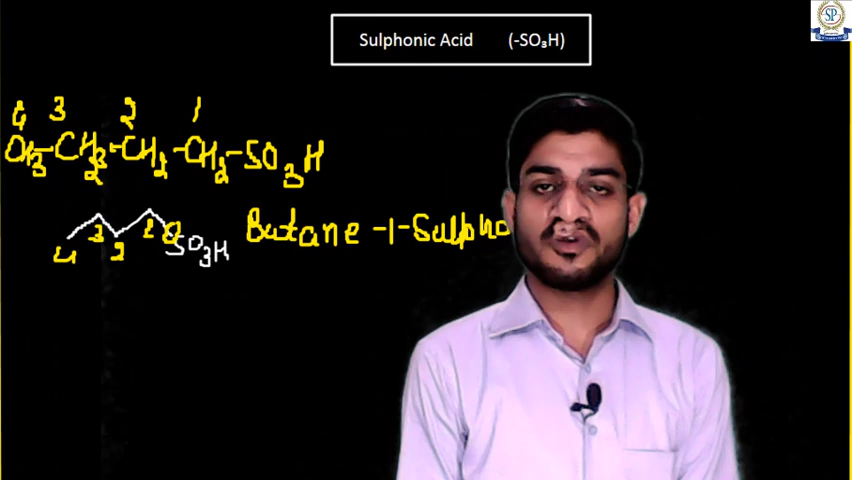 Sulphonic Acid (-SO₃H)
4 3 2 1
CH₃-CH₂-CH₂-CH₂-SO₃H
Butane-1-Sulpho
4 3 2 1 SO₃H
SP